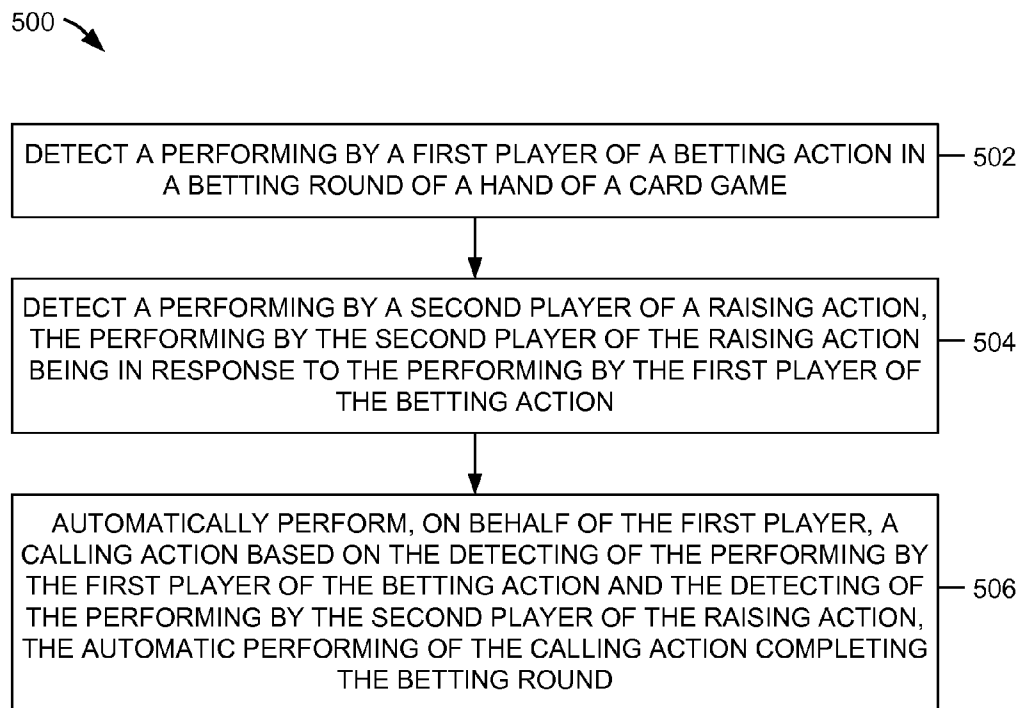 500
DETECT A PERFORMING BY A FIRST PLAYER OF A BETTING ACTION IN
A BETTING ROUND OF A HAND OF A CARD GAME
502
DETECT A PERFORMING BY A SECOND PLAYER OF A RAISING ACTION,
THE PERFORMING BY THE SECOND PLAYER OF THE RAISING ACTION
BEING IN RESPONSE TO THE PERFORMING BY THE FIRST PLAYER OF
THE BETTING ACTION
504
AUTOMATICALLY PERFORM, ON BEHALF OF THE FIRST PLAYER, A
CALLING ACTION BASED ON THE DETECTING OF THE PERFORMING BY
THE FIRST PLAYER OF THE BETTING ACTION AND THE DETECTING OF
THE PERFORMING BY THE SECOND PLAYER OF THE RAISING ACTION,
THE AUTOMATIC PERFORMING OF THE CALLING ACTION COMPLETING
THE BETTING ROUND
506